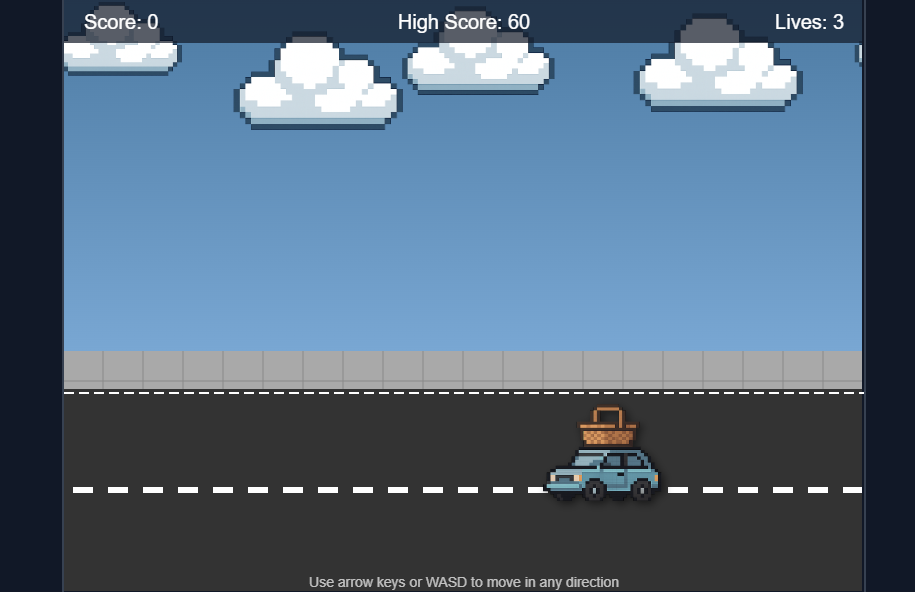 Score: 0
High Score: 60
Lives: 3
Use arrow keys or WASD to move in any direction